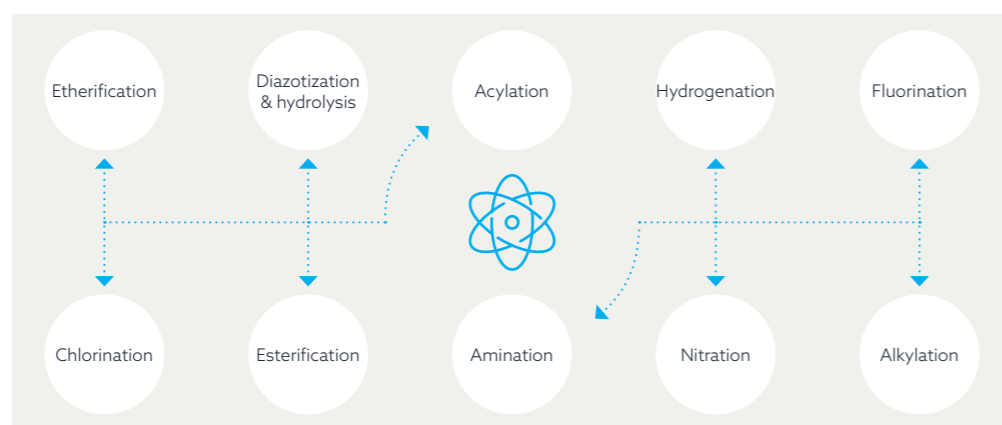 Etherification
Diazotization
& hydrolysis
Acylation
Hydrogenation
Fluorination
Chlorination
Esterification
Amination
Nitration
Alkylation